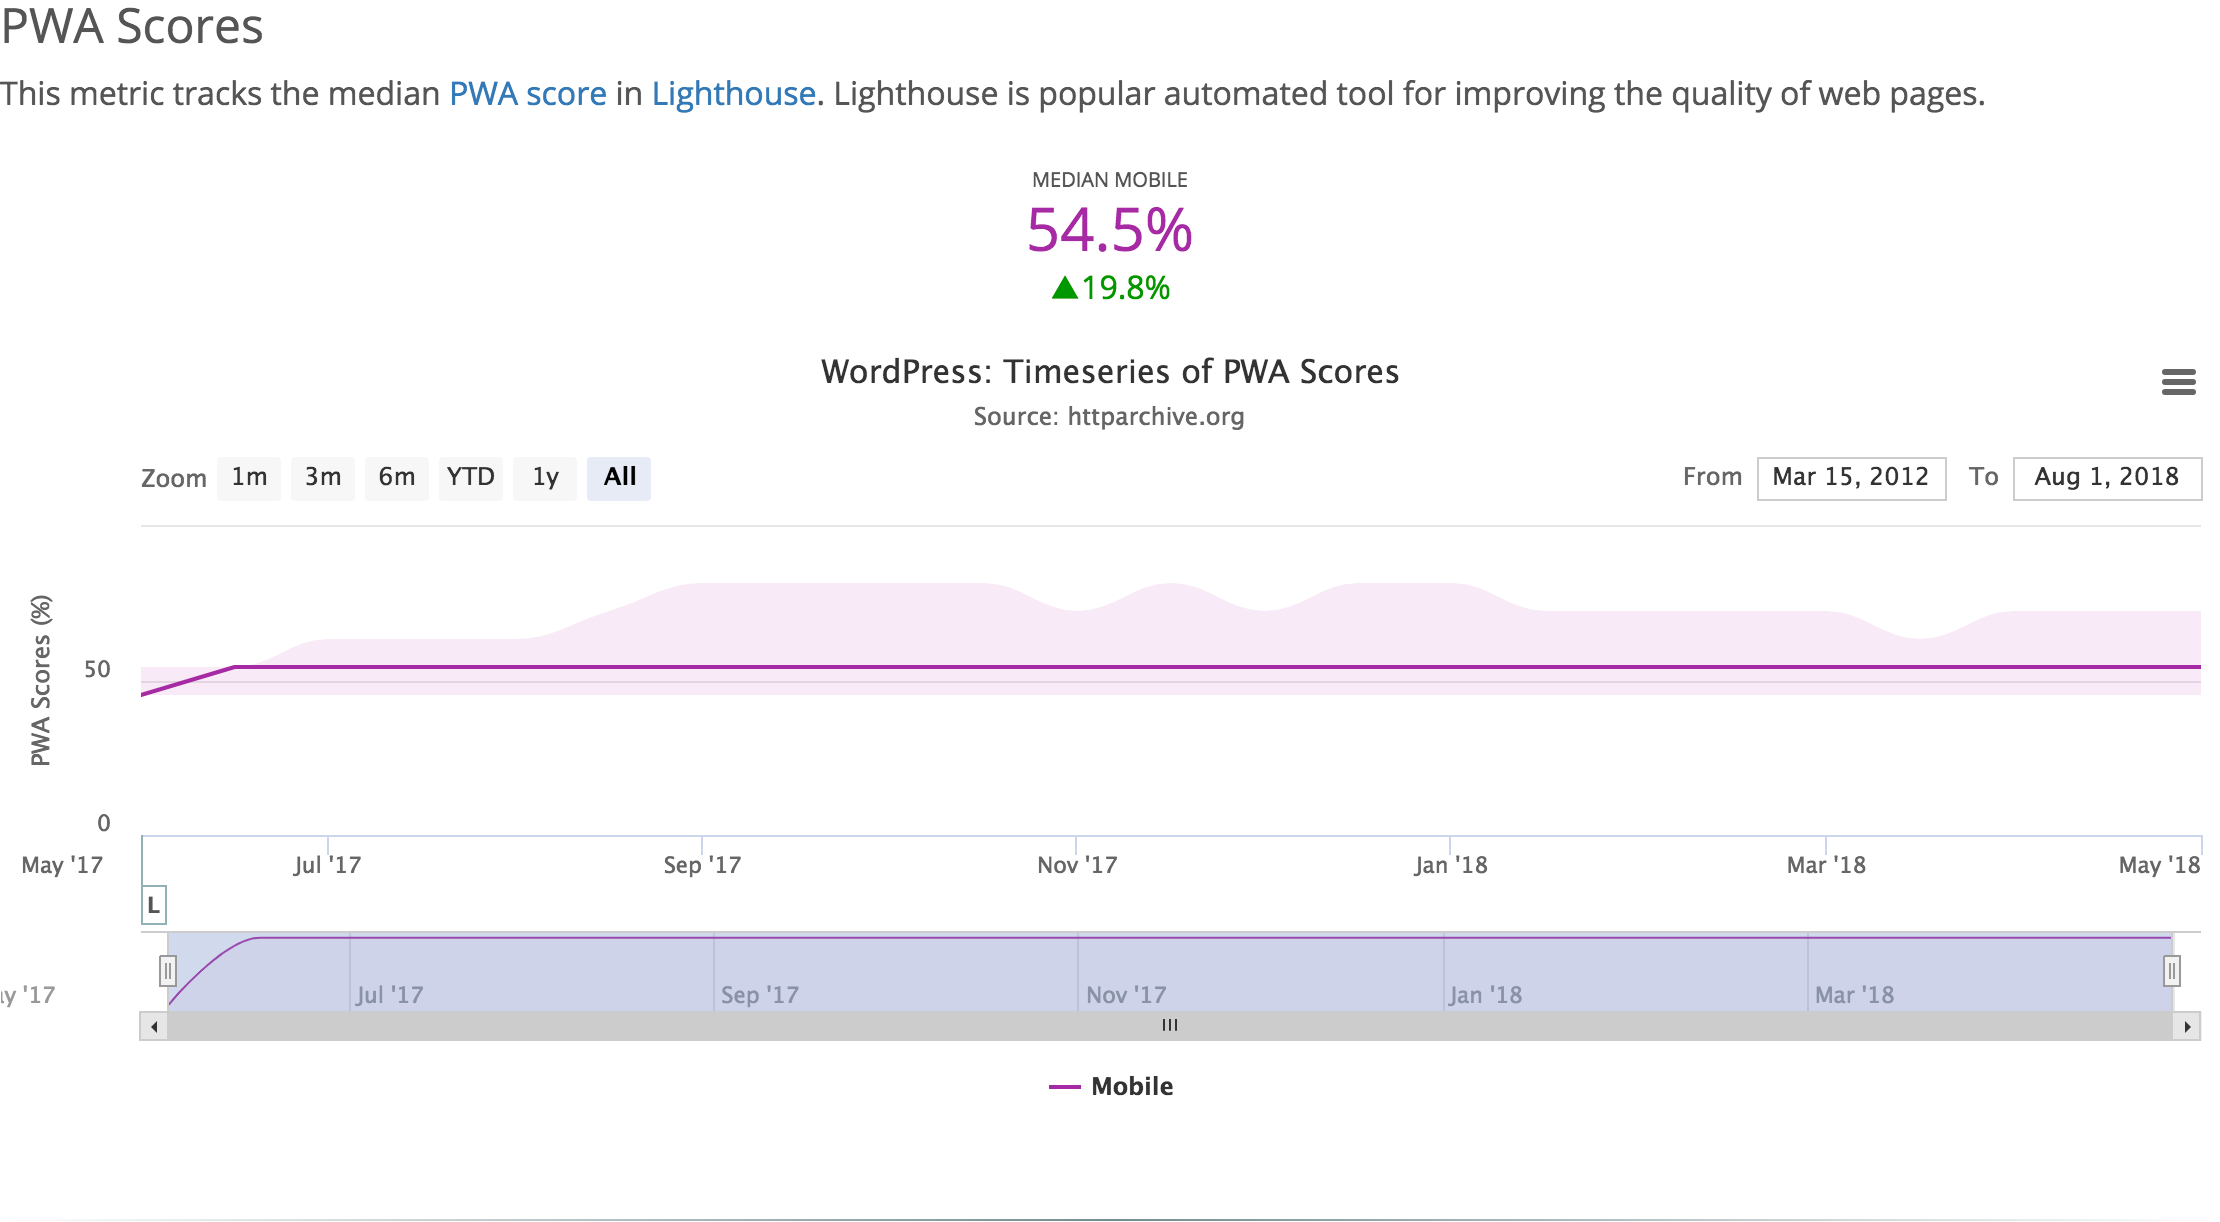 PWA Scores
This metric tracks the median PWA score in Lighthouse. Lighthouse is popular automated tool for improving the quality of web pages.
MEDIAN MOBILE
54.5%
▲19.8%
WordPress: Timeseries of PWA Scores
Source: httparchive.org
Zoom 1m 3m 6m YTD 1y All From Mar 15, 2012 To Aug 1, 2018
PWA Scores (%)
50
0
May '17 Jul '17 Sep '17 Nov '17 Jan '18 Mar '18 May '18
L
y '17 Jul '17 Sep '17 Nov '17 Jan '18 Mar '18
Mobile